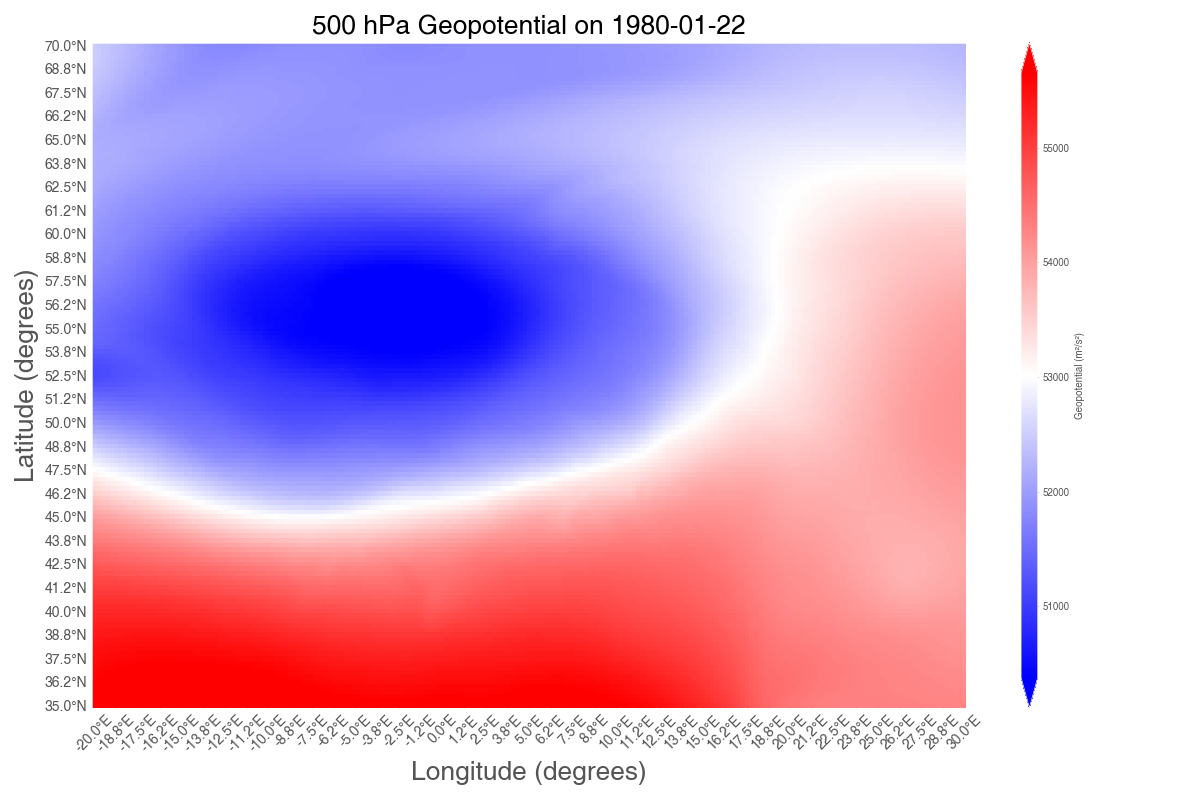 500 hPa Geopotential on 1980-01-22
70.0°N
68.8°N
67.5°N
66.2°N
65.0°N
63.8°N
62.5°N
61.2°N
60.0°N
58.8°N
57.5°N
56.2°N
55.0°N
53.8°N
52.5°N
51.2°N
50.0°N
48.8°N
47.5°N
46.2°N
45.0°N
43.8°N
42.5°N
41.2°N
40.0°N
38.8°N
37.5°N
36.2°N
35.0°N
Latitude (degrees)
-20.0°E
-18.8°E
-17.5°E
-16.2°E
-15.0°E
-13.8°E
-12.5°E
-11.2°E
-10.0°E
-8.8°E
-7.5°E
-6.2°E
-5.0°E
-3.8°E
-2.5°E
-1.2°E
0.0°E
1.2°E
2.5°E
3.8°E
5.0°E
6.2°E
7.5°E
8.8°E
10.0°E
11.2°E
12.5°E
13.8°E
15.0°E
16.2°E
17.5°E
18.8°E
20.0°E
21.2°E
22.5°E
23.8°E
25.0°E
26.2°E
27.5°E
28.8°E
30.0°E
Longitude (degrees)
55000
54000
53000
52000
51000
Geopotential (m²/s²)